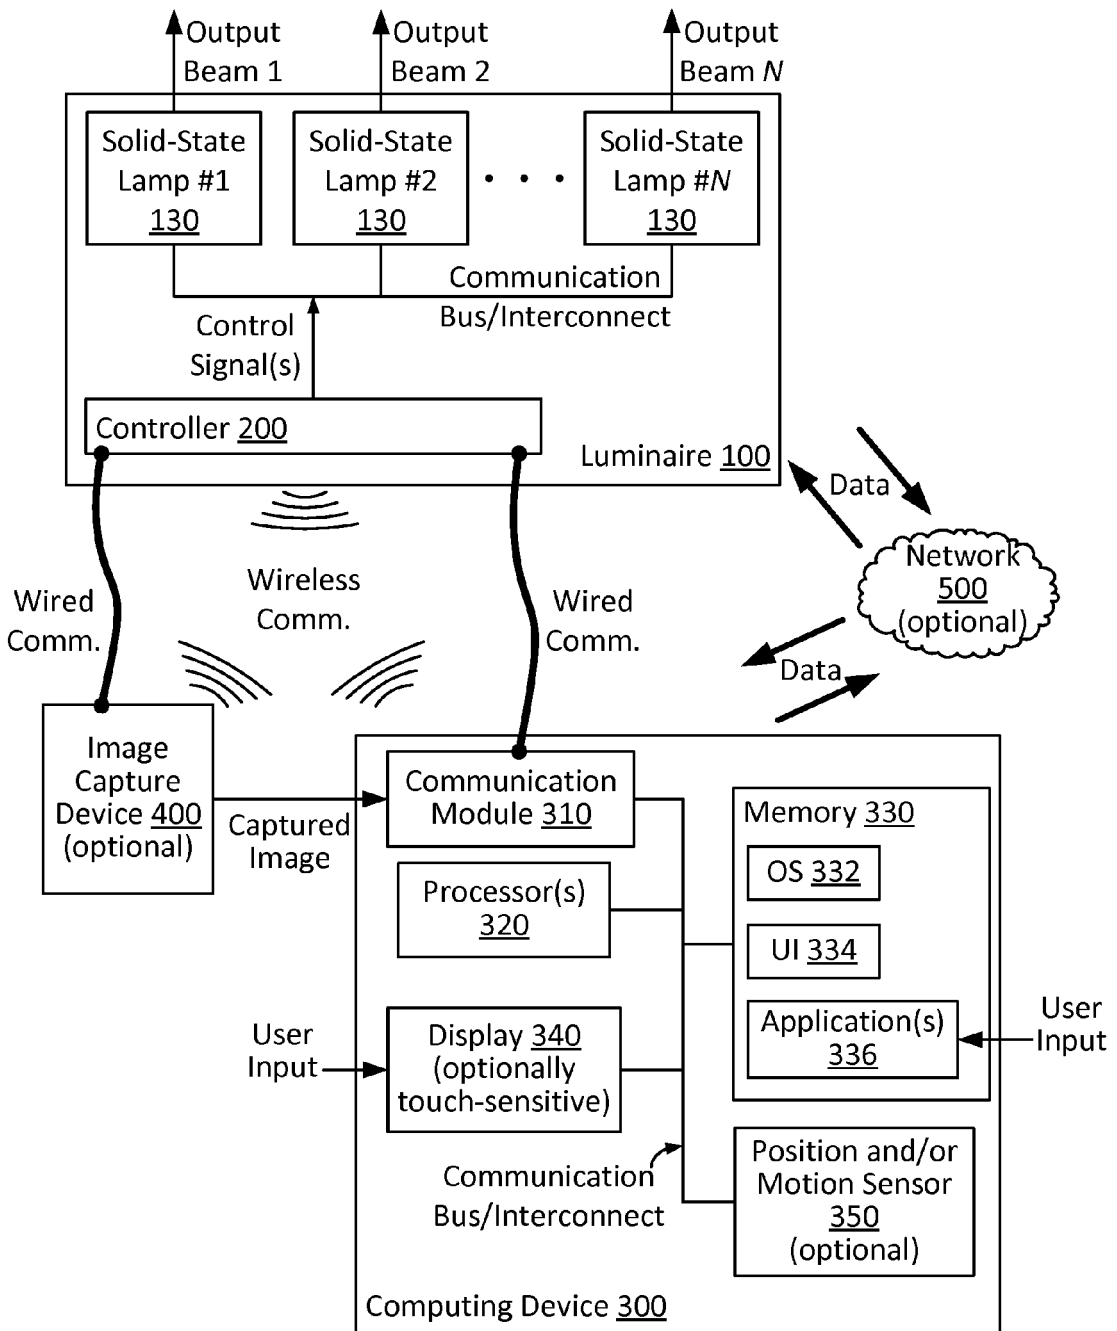 Output
Beam 1
Output
Beam 2
Output
Beam N
Solid-State
Lamp #1
130
Solid-State
Lamp #2
130
. . .
Solid-State
Lamp #N
130
Communication
Bus/Interconnect
Control
Signal(s)
Controller 200
Luminaire 100
Data
Network
500
(optional)
Data
Wireless
Comm.
Wired
Comm.
Wired
Comm.
Image
Capture
Device 400
(optional)
Captured
Image
Communication
Module 310
Processor(s)
320
Memory 330
OS 332
UI 334
Application(s)
336
User
Input
User
Input
Display 340
(optionally
touch-sensitive)
Communication
Bus/Interconnect
Position and/or
Motion Sensor
350
(optional)
Computing Device 300